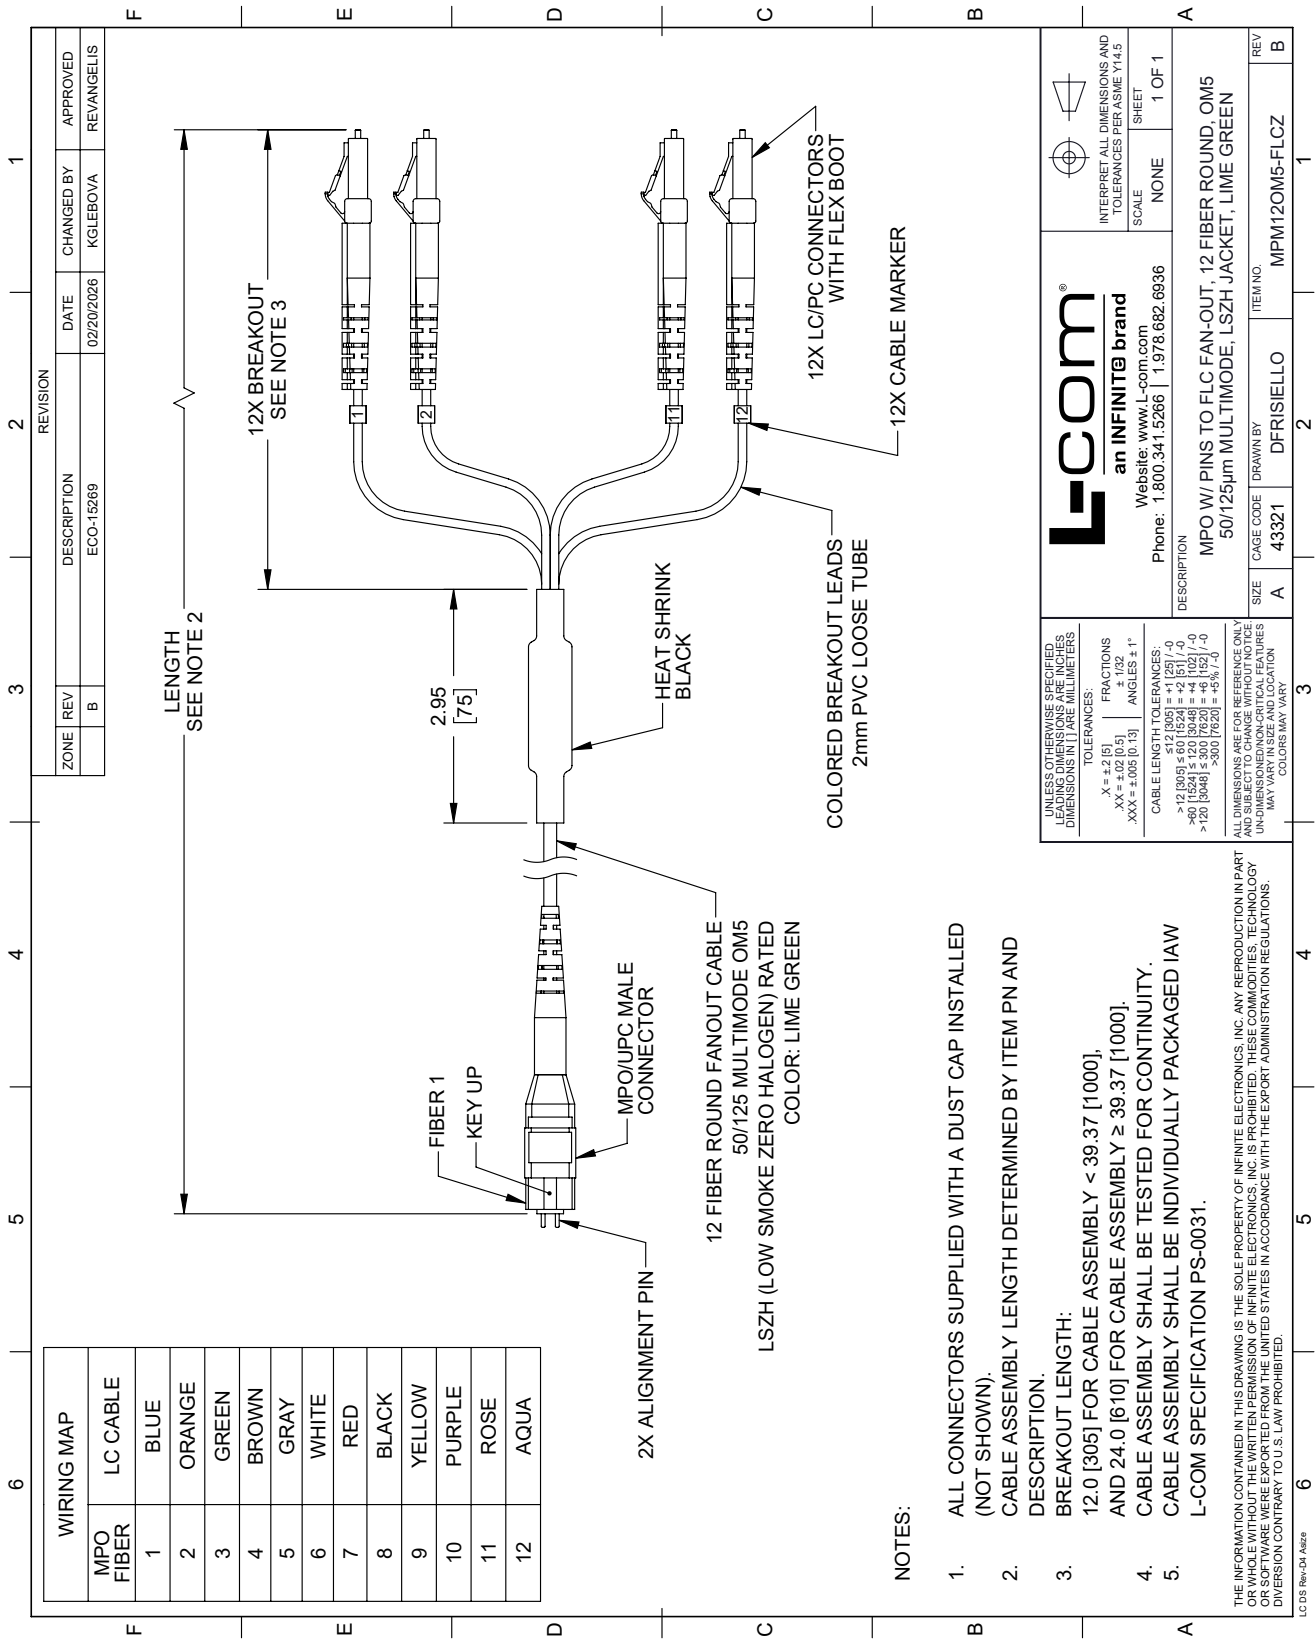 6
5
4
3
2
1
F
E
D
C
B
A
WIRING MAP
MPO FIBER LC CABLE
1 BLUE
2 ORANGE
3 GREEN
4 BROWN
5 GRAY
6 WHITE
7 RED
8 BLACK
9 YELLOW
10 PURPLE
11 ROSE
12 AQUA
REVISION
ZONE REV DESCRIPTION DATE CHANGED BY APPROVED
B ECO-15269 02/20/2026 KGLEBOVA REVANGELIS
LENGTH
SEE NOTE 2
12X BREAKOUT
SEE NOTE 3
2.95
[75]
FIBER 1
KEY UP
2X ALIGNMENT PIN
MPO/UPC MALE
CONNECTOR
12 FIBER ROUND FANOUT CABLE
50/125 MULTIMODE OM5
LSZH (LOW SMOKE ZERO HALOGEN) RATED
COLOR: LIME GREEN
HEAT SHRINK
BLACK
COLORED BREAKOUT LEADS
2mm PVC LOOSE TUBE
1
2
11
12
12X LC/PC CONNECTORS
WITH FLEX BOOT
12X CABLE MARKER
NOTES:
1. ALL CONNECTORS SUPPLIED WITH A DUST CAP INSTALLED
(NOT SHOWN).
2. CABLE ASSEMBLY LENGTH DETERMINED BY ITEM PN AND
DESCRIPTION.
3. BREAKOUT LENGTH:
12.0 [305] FOR CABLE ASSEMBLY < 39.37 [1000],
AND 24.0 [610] FOR CABLE ASSEMBLY ≥ 39.37 [1000].
4. CABLE ASSEMBLY SHALL BE TESTED FOR CONTINUITY.
5. CABLE ASSEMBLY SHALL BE INDIVIDUALLY PACKAGED IAW
L-COM SPECIFICATION PS-0031.
THE INFORMATION CONTAINED IN THIS DRAWING IS THE SOLE PROPERTY OF INFINITE ELECTRONICS, INC. ANY REPRODUCTION IN PART
OR WHOLE WITHOUT THE WRITTEN PERMISSION OF INFINITE ELECTRONICS, INC. IS PROHIBITED. THESE COMMODITIES, TECHNOLOGY
OR SOFTWARE WERE EXPORTED FROM THE UNITED STATES IN ACCORDANCE WITH THE EXPORT ADMINISTRATION REGULATIONS.
DIVERSION CONTRARY TO U.S. LAW PROHIBITED.
UNLESS OTHERWISE SPECIFIED
LEADING DIMENSIONS ARE INCHES
DIMENSIONS IN [ ] ARE MILLIMETERS
TOLERANCES:
.X = ±.2 [5] FRACTIONS
.XX = ±.02 [0.5] ± 1/32
.XXX = ±.005 [0.13] ANGLES ± 1°
CABLE LENGTH TOLERANCES:
≤12 [305] = +1 [25] / -0
>12 [305] ≤ 60 [1524] = +2 [51] / -0
>60 [1524] ≤ 120 [3048] = +4 [102] / -0
>120 [3048] ≤ 300 [7620] = +6 [152] / -0
>300 [7620] = +5% / -0
ALL DIMENSIONS ARE FOR REFERENCE ONLY
AND SUBJECT TO CHANGE WITHOUT NOTICE.
UN-DIMENSIONED/NON-CRITICAL FEATURES
MAY VARY IN SIZE AND LOCATION
COLORS MAY VARY
L-com®
an INFINITE brand
Website: www.L-com.com
Phone: 1.800.341.5266 | 1.978.682.6936
INTERPRET ALL DIMENSIONS AND
TOLERANCES PER ASME Y14.5
SCALE NONE
SHEET 1 OF 1
DESCRIPTION
MPO W/ PINS TO FLC FAN-OUT, 12 FIBER ROUND, OM5
50/125µm MULTIMODE, LSZH JACKET, LIME GREEN
SIZE A
CAGE CODE 43321
DRAWN BY DFRISIELLO
ITEM NO. MPM12OM5-FLCZ
REV B
F
E
D
C
B
A
LC DS Rev-D4 Asize
6
5
4
3
2
1